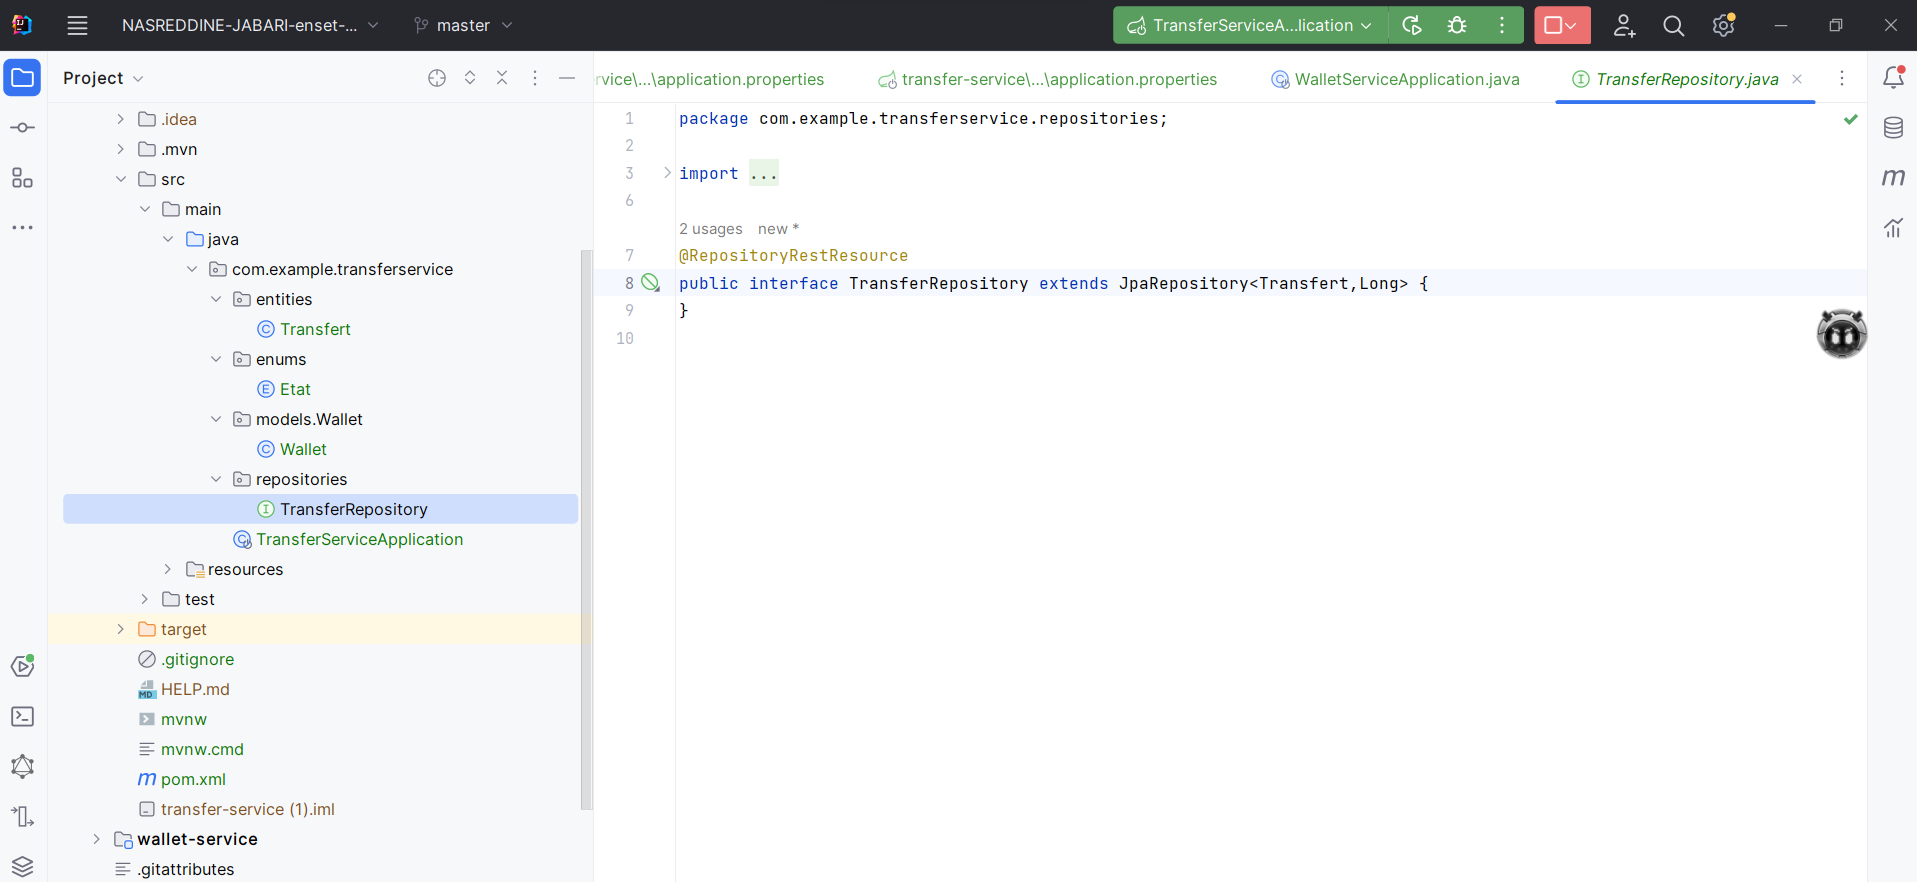 NASREDDINE-JABARI-enset-...
master
TransferServiceA...lication
Project
rvice\...\application.properties
transfer-service\...\application.properties
WalletServiceApplication.java
TransferRepository.java
.idea
.mvn
src
main
java
com.example.transferservice
entities
Transfert
enums
Etat
models.Wallet
Wallet
repositories
TransferRepository
TransferServiceApplication
resources
test
target
.gitignore
HELP.md
mvnw
mvnw.cmd
pom.xml
transfer-service (1).iml
wallet-service
.gitattributes
1 package com.example.transferservice.repositories;
2
3 import ...
6
2 usages new *
7 @RepositoryRestResource
8 public interface TransferRepository extends JpaRepository<Transfert,Long> {
9 }
10